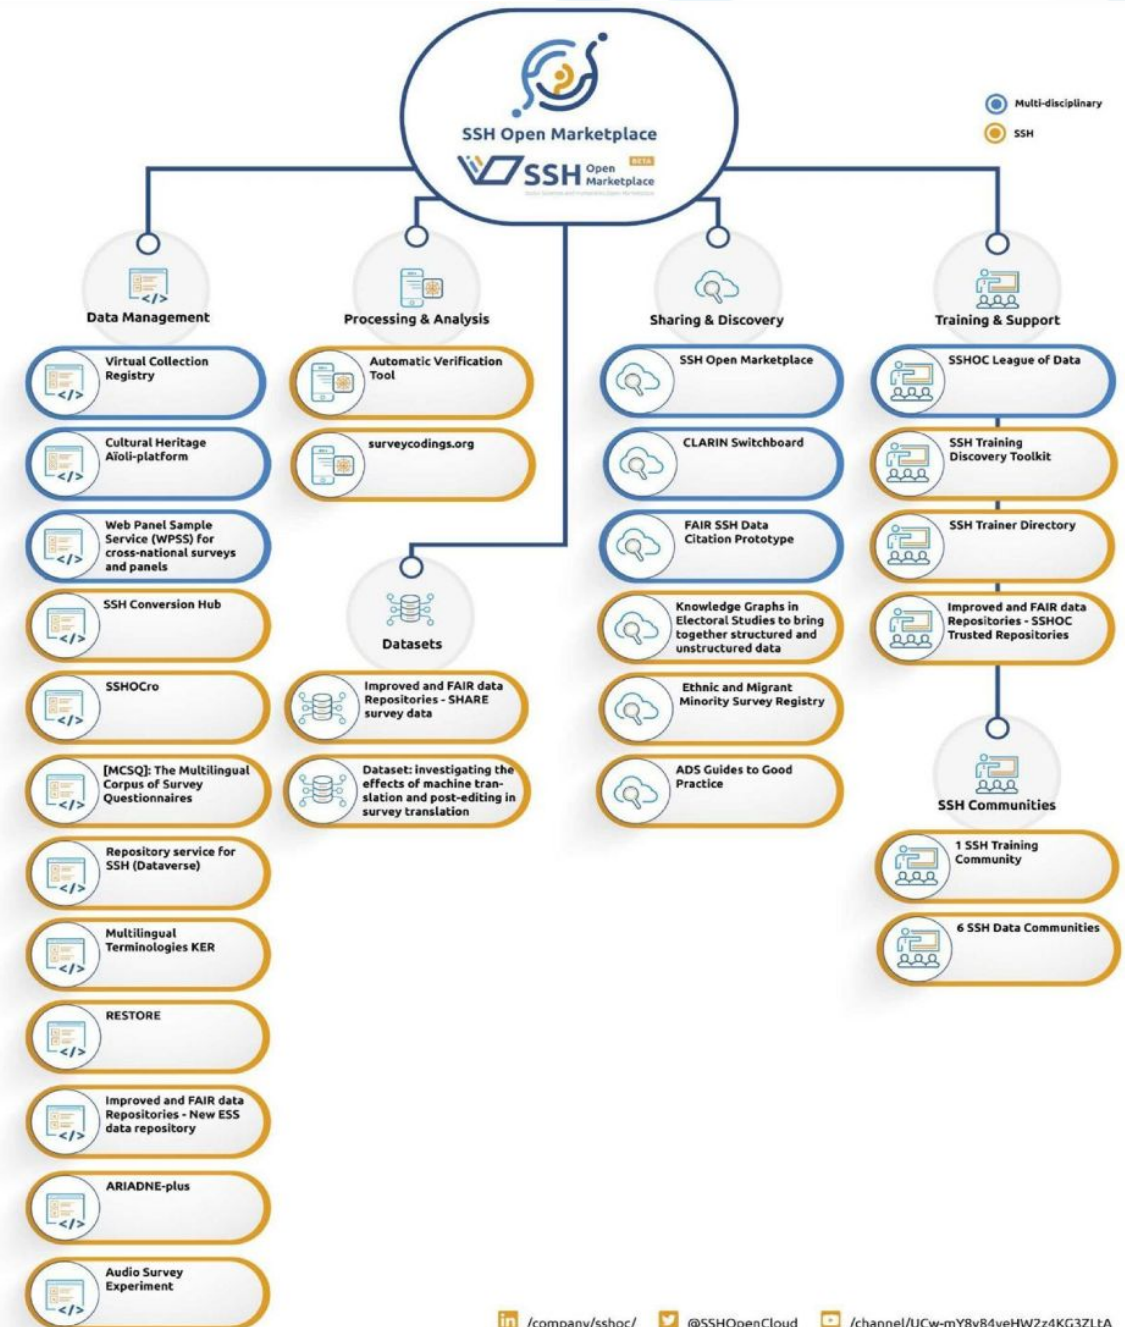 SSH Open Marketplace
SSH Open
Marketplace
BETA
Multi-disciplinary
SSH
Data Management
Virtual Collection
Registry
Cultural Heritage
Aïoli-platform
Web Panel Sample
Service (WPSS) for
cross-national surveys
and panels
SSH Conversion Hub
SSHOCro
[MCSQ]: The Multilingual
Corpus of Survey
Questionnaires
Repository service for
SSH (Dataverse)
Multilingual
Terminologies KER
RESTORE
Improved and FAIR data
Repositories - New ESS
data repository
ARIADNE-plus
Audio Survey
Experiment
Processing & Analysis
Automatic Verification
Tool
surveycodings.org
Datasets
Improved and FAIR data
Repositories - SHARE
survey data
Dataset: investigating the
effects of machine tran-
slation and post-editing in
survey translation
Sharing & Discovery
SSH Open Marketplace
CLARIN Switchboard
FAIR SSH Data
Citation Prototype
Knowledge Graphs in
Electoral Studies to bring
together structured and
unstructured data
Ethnic and Migrant
Minority Survey Registry
ADS Guides to Good
Practice
Training & Support
SSHOC League of Data
SSH Training
Discovery Toolkit
SSH Trainer Directory
Improved and FAIR data
Repositories - SSHOC
Trusted Repositories
SSH Communities
1 SSH Training
Community
6 SSH Data Communities
/company/sshoc/
@SSHOpenCloud
/channel/UCw-mY8v84veHW2z4KG3ZLtA